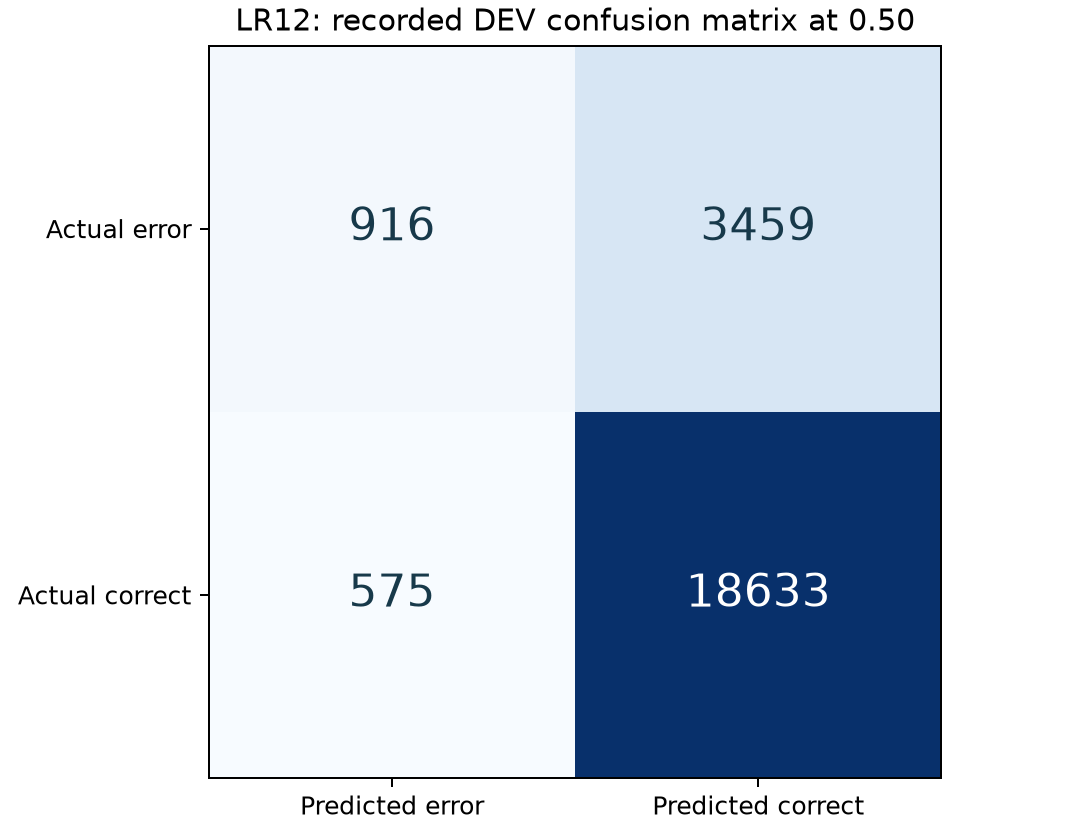 LR12: recorded DEV confusion matrix at 0.50
Actual error
916
3459
Actual correct
575
18633
Predicted error
Predicted correct